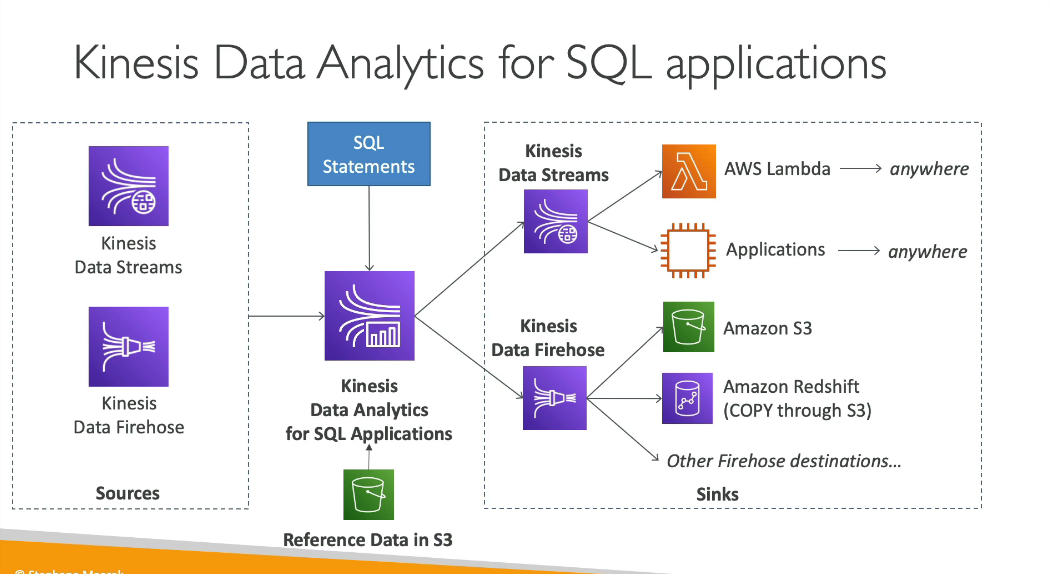 Kinesis Data Analytics for SQL applications
Kinesis
Data Streams
Kinesis
Data Firehose
Sources
SQL
Statements
Kinesis
Data Analytics
for SQL Applications
Reference Data in S3
Kinesis
Data Streams
AWS Lambda
anywhere
Applications
anywhere
Kinesis
Data Firehose
Amazon S3
Amazon Redshift
(COPY through S3)
Other Firehose destinations...
Sinks